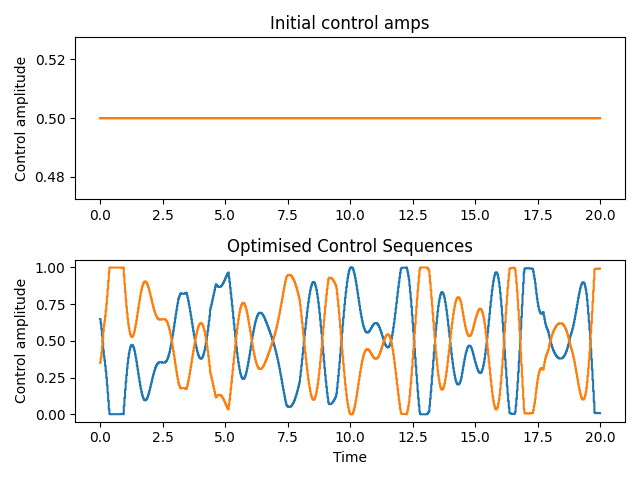 Initial control amps
Control amplitude
0.52
0.50
0.48
0.0 2.5 5.0 7.5 10.0 12.5 15.0 17.5 20.0
Optimised Control Sequences
Control amplitude
1.00
0.75
0.50
0.25
0.00
0.0 2.5 5.0 7.5 10.0 12.5 15.0 17.5 20.0
Time